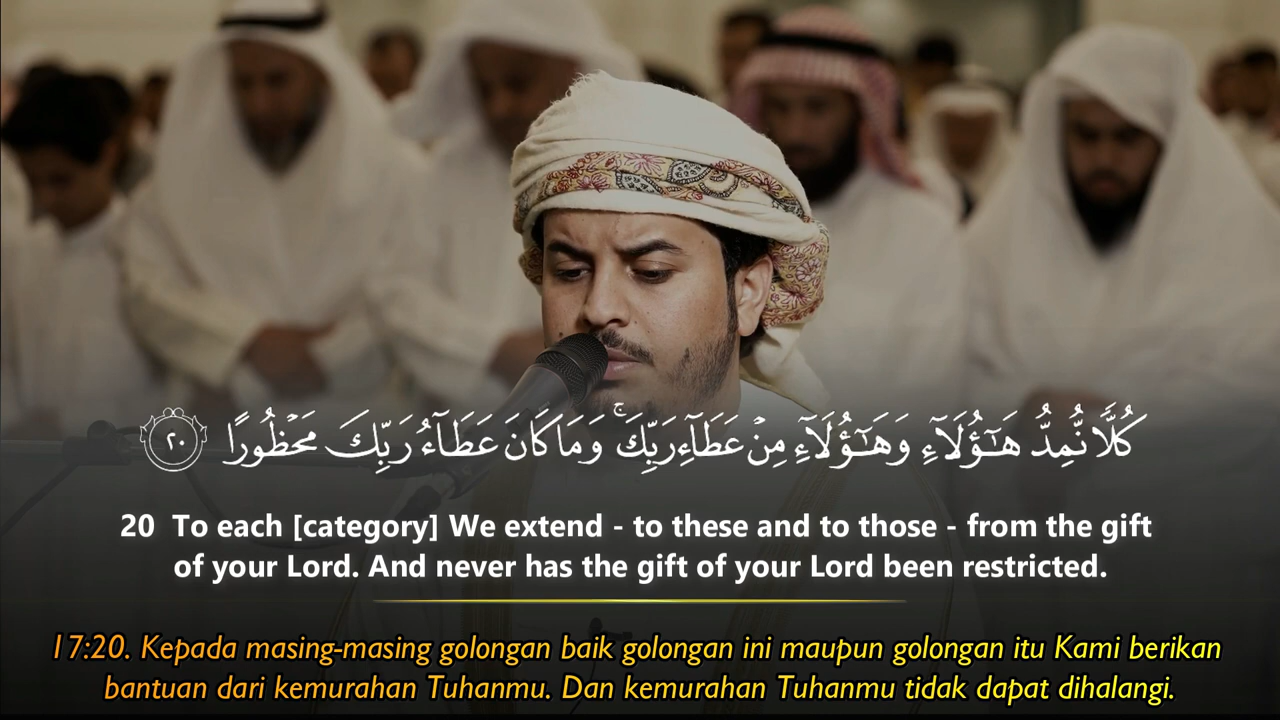 كُلًّا نُّمِدُّ هَـٰٓؤُلَآءِ وَهَـٰٓؤُلَآءِ مِنْ عَطَآءِ رَبِّكَ ۚ وَمَا كَانَ عَطَآءُ رَبِّكَ مَحْظُورًا ٢٠
20 To each [category] We extend - to these and to those - from the gift
of your Lord. And never has the gift of your Lord been restricted.
17:20. Kepada masing-masing golongan baik golongan ini maupun golongan itu Kami berikan
bantuan dari kemurahan Tuhanmu. Dan kemurahan Tuhanmu tidak dapat dihalangi.